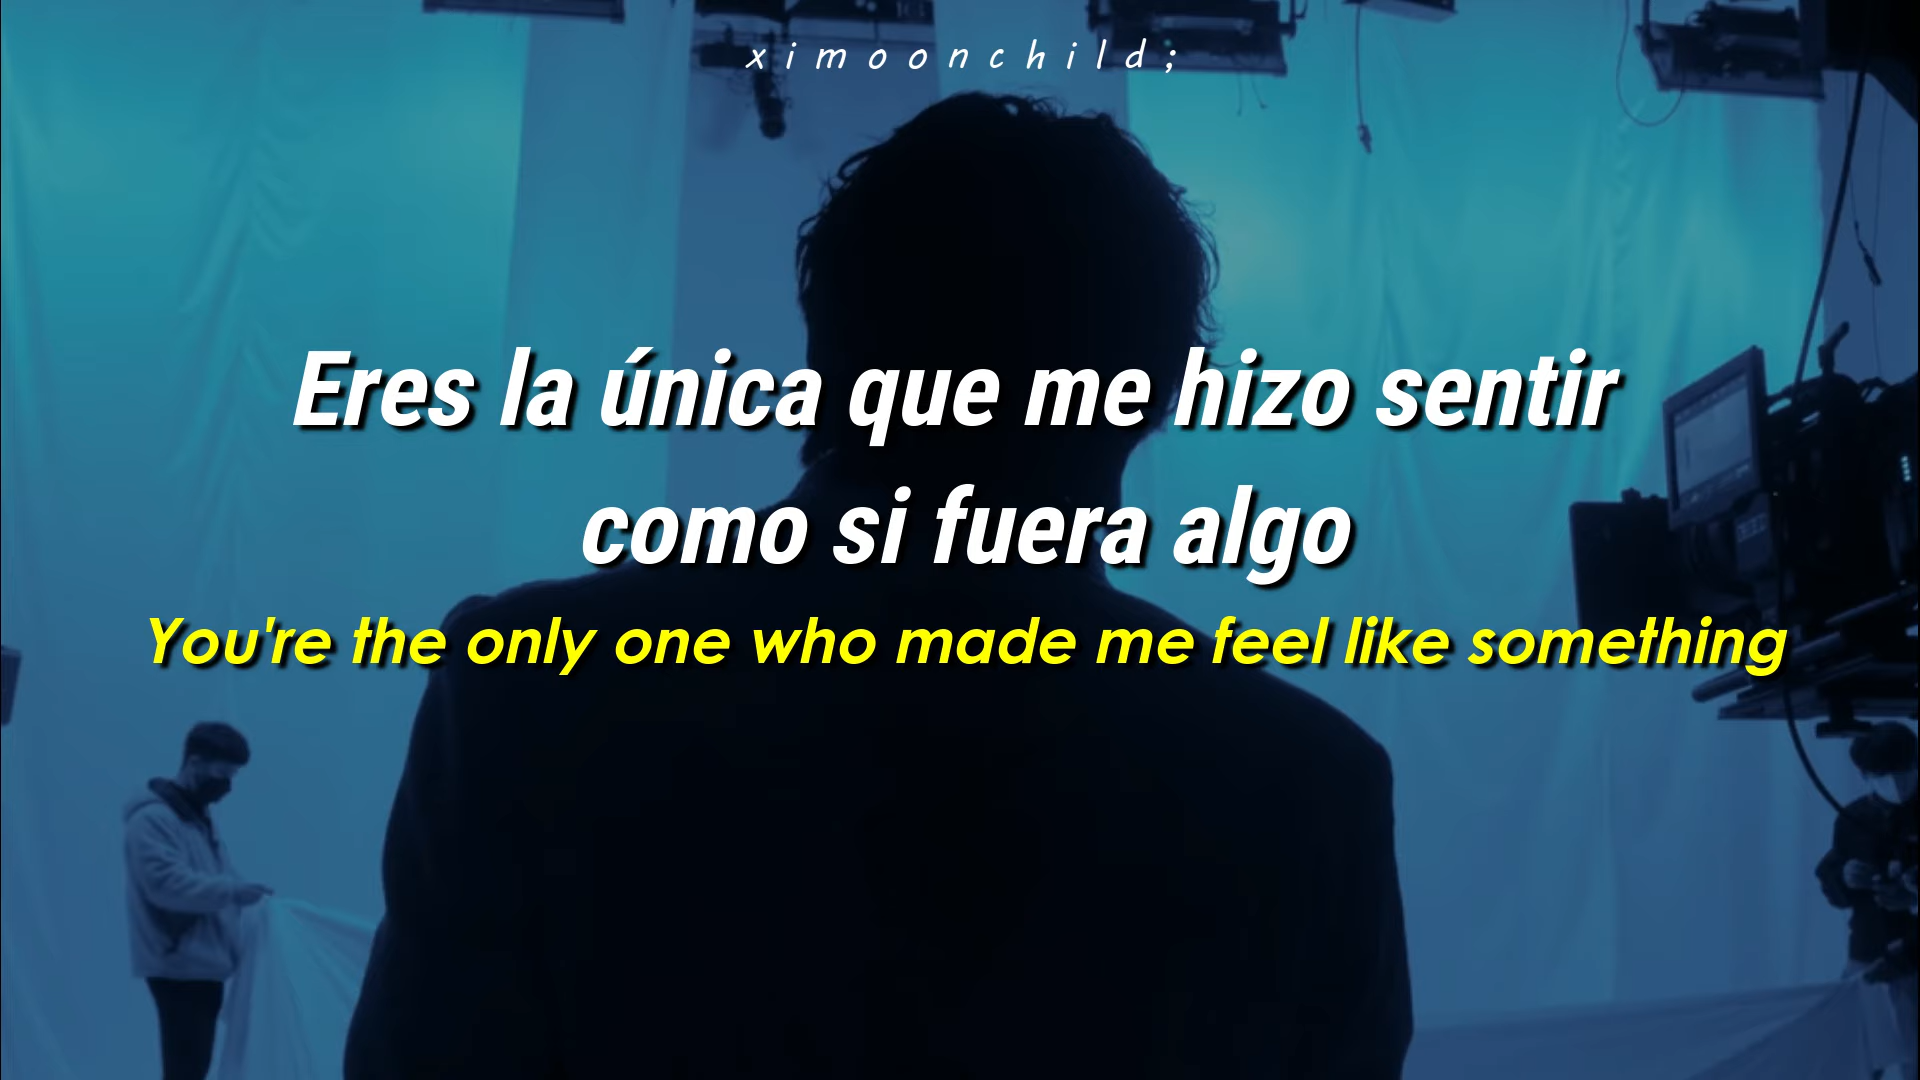 ximoonchild;
Eres la única que me hizo sentir
como si fuera algo
You're the only one who made me feel like something